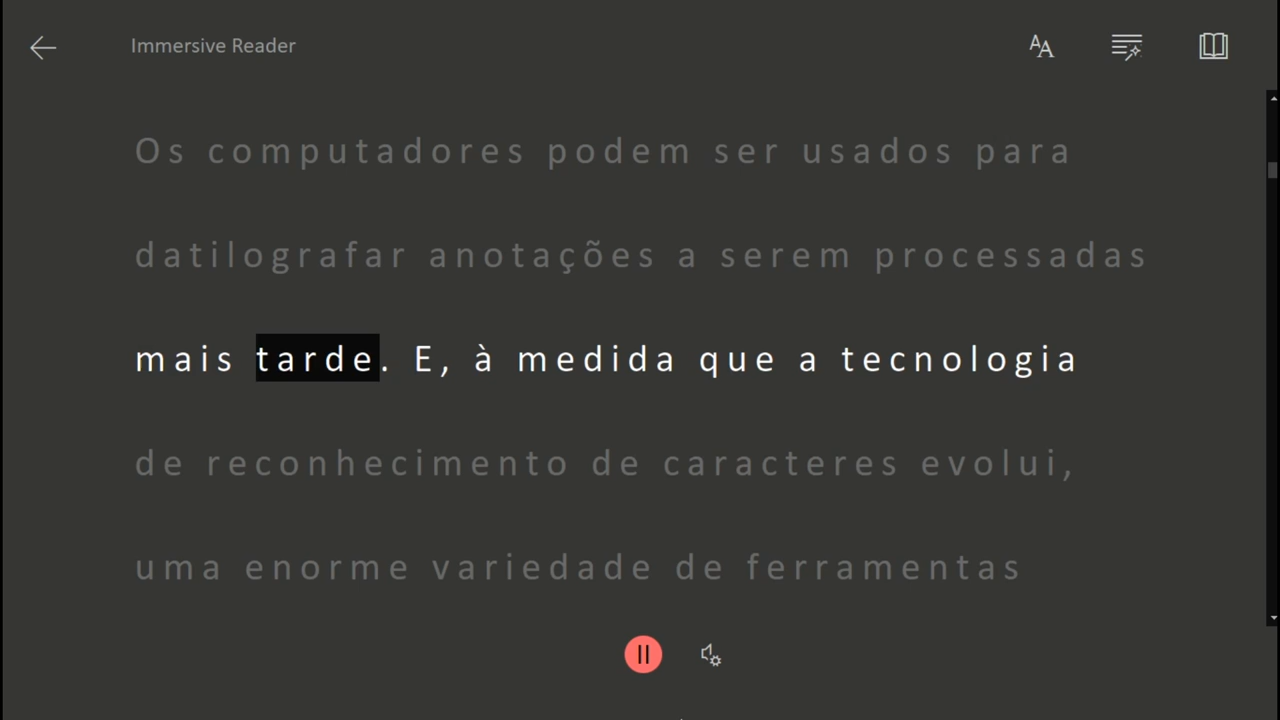 Immersive Reader
Os computadores podem ser usados para
datilografar anotações a serem processadas
mais tarde. E, à medida que a tecnologia
de reconhecimento de caracteres evolui,
uma enorme variedade de ferramentas